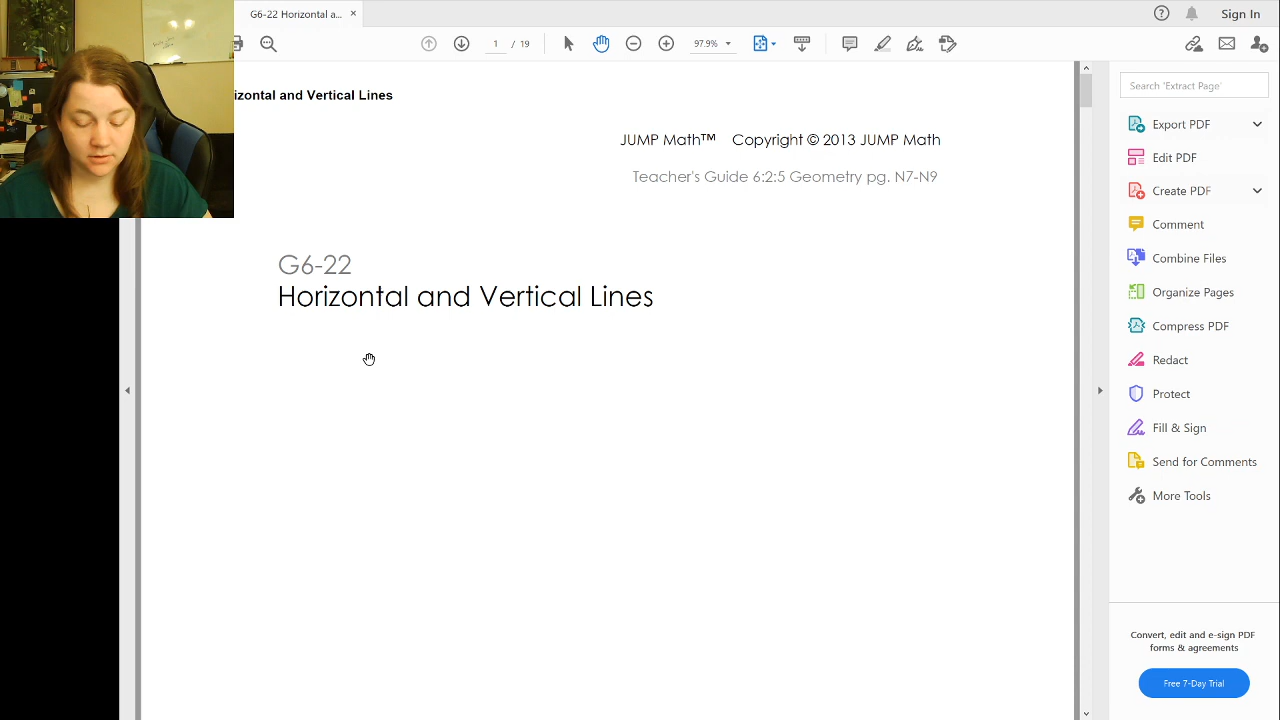 G6-22 Horizontal a...
Sign In
1 / 19
97.9%
izontal and Vertical Lines
JUMP Math™ Copyright © 2013 JUMP Math
Teacher's Guide 6:2:5 Geometry pg. N7-N9
G6-22
Horizontal and Vertical Lines
Search 'Extract Page'
Export PDF
Edit PDF
Create PDF
Comment
Combine Files
Organize Pages
Compress PDF
Redact
Protect
Fill & Sign
Send for Comments
More Tools
Convert, edit and e-sign PDF
forms & agreements
Free 7-Day Trial